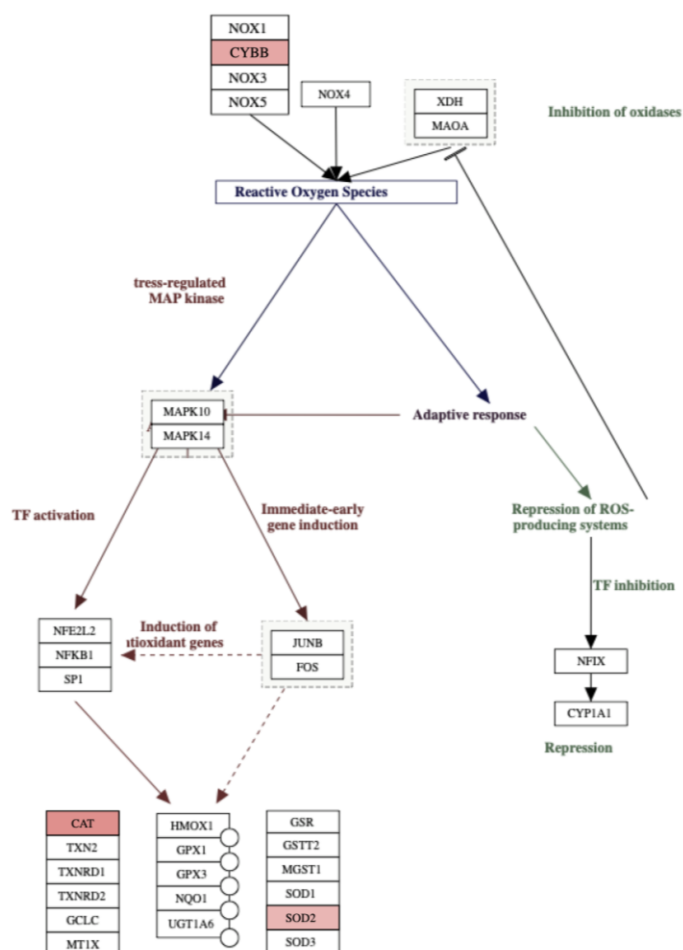 NOX1
CYBB
NOX3
NOX5
NOX4
XDH
MAOA
Inhibition of oxidases
Reactive Oxygen Species
tress-regulated
MAP kinase
MAPK10
MAPK14
Adaptive response
TF activation
Immediate-early
gene induction
Repression of ROS-
producing systems
TF inhibition
NFE2L2
NFKB1
SP1
Induction of
tioxidant genes
JUNB
FOS
NFIX
CYP1A1
Repression
CAT
TXN2
TXNRD1
TXNRD2
GCLC
MT1X
HMOX1
GPX1
GPX3
NQO1
UGT1A6
GSR
GSTT2
MGST1
SOD1
SOD2
SOD3